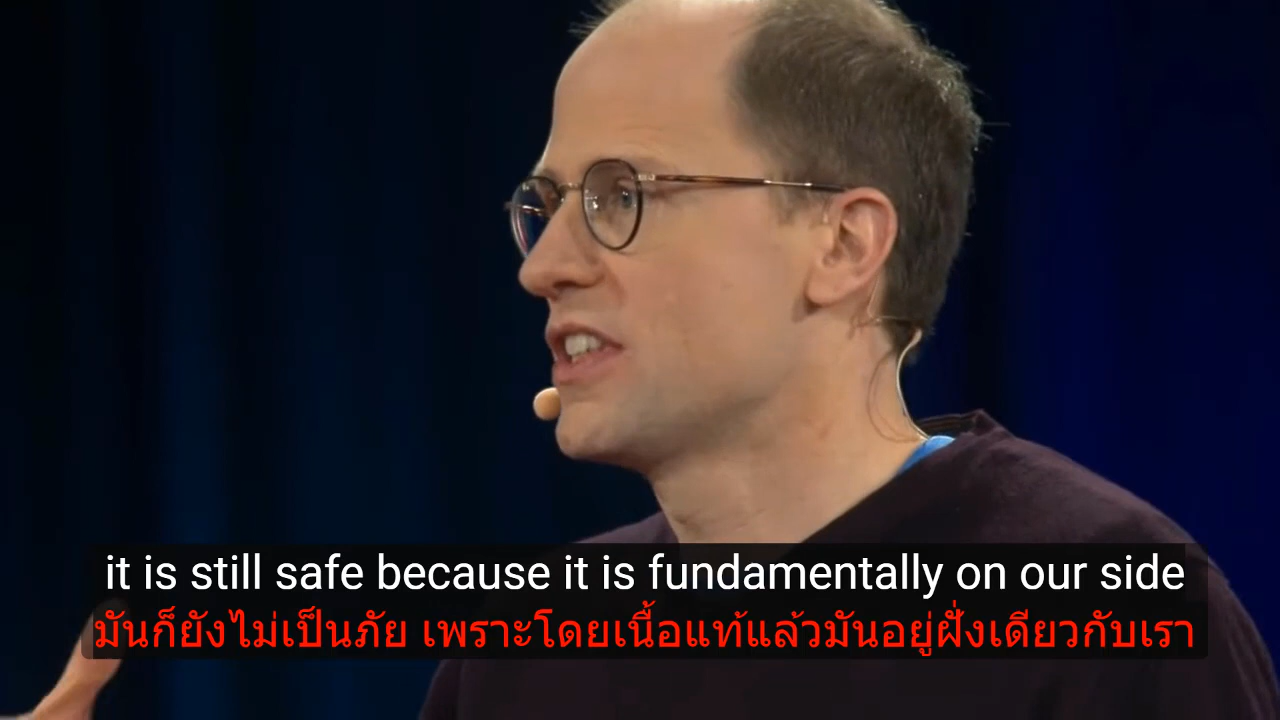 it is still safe because it is fundamentally on our side
มันก็ยังไม่เป็นภัย เพราะโดยเนื้อแท้แล้วมันอยู่ฝั่งเดียวกับเรา